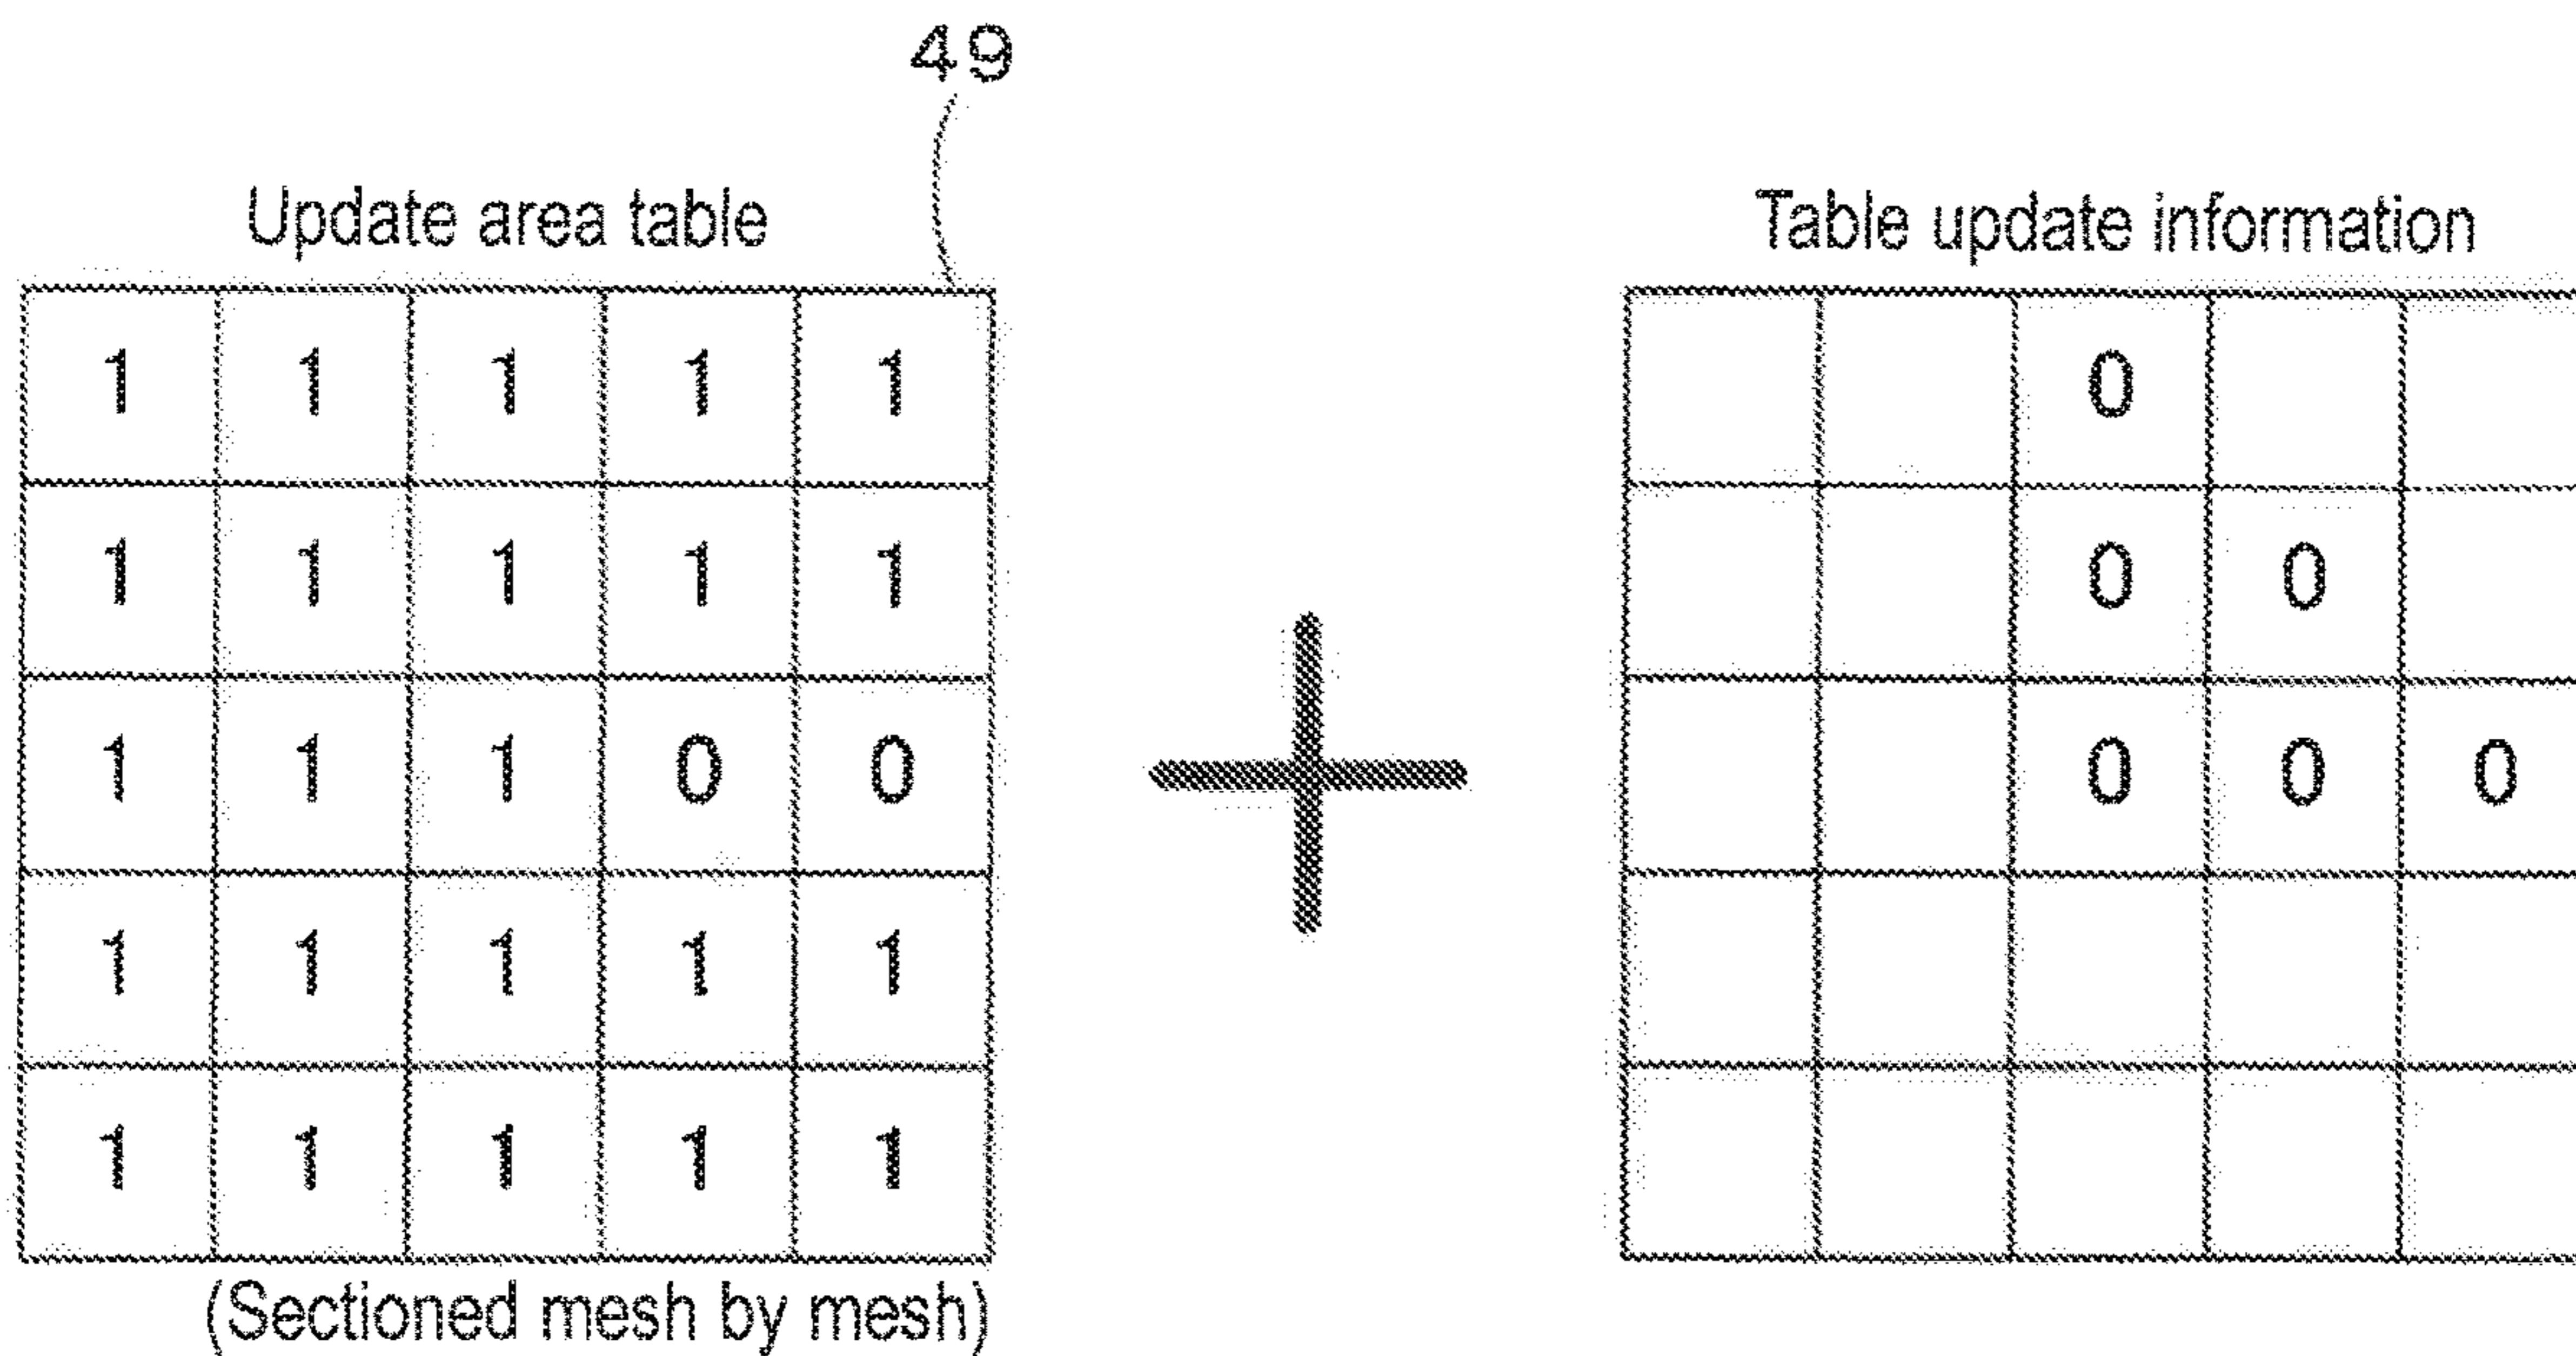 49
Update area table
Table update information
1 1 1 1 1
0
1 1 1 1 1
0 0
1 1 1 0 0
0 0 0
1 1 1 1 1
1 1 1 1 1
+
(Sectioned mesh by mesh)